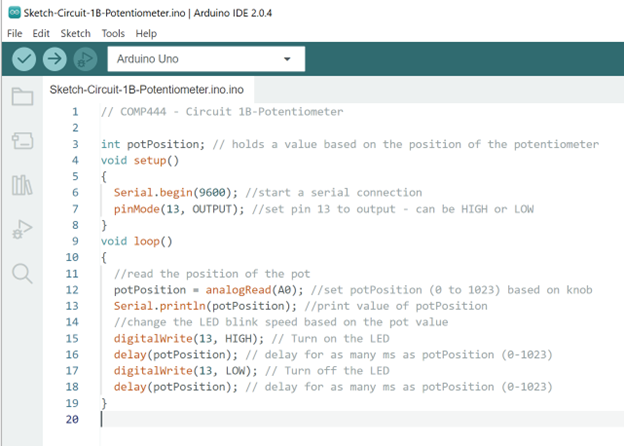 Sketch-Circuit-1B-Potentiometer.ino | Arduino IDE 2.0.4
File Edit Sketch Tools Help
Arduino Uno
Sketch-Circuit-1B-Potentiometer.ino.ino
1 // COMP444 - Circuit 1B-Potentiometer
2
3 int potPosition; // holds a value based on the position of the potentiometer
4 void setup()
5 {
6 Serial.begin(9600); //start a serial connection
7 pinMode(13, OUTPUT); //set pin 13 to output - can be HIGH or LOW
8 }
9 void loop()
10 {
11 //read the position of the pot
12 potPosition = analogRead(A0); //set potPosition (0 to 1023) based on knob
13 Serial.println(potPosition); //print value of potPosition
14 //change the LED blink speed based on the pot value
15 digitalWrite(13, HIGH); // Turn on the LED
16 delay(potPosition); // delay for as many ms as potPosition (0-1023)
17 digitalWrite(13, LOW); // Turn off the LED
18 delay(potPosition); // delay for as many ms as potPosition (0-1023)
19 }
20